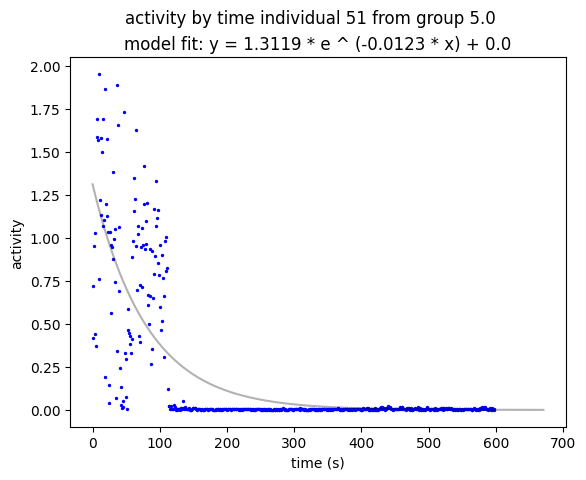 activity by time individual 51 from group 5.0
model fit: y = 1.3119 * e ^ (-0.0123 * x) + 0.0
2.00
1.75
1.50
1.25
1.00
0.75
0.50
0.25
0.00
activity
0 100 200 300 400 500 600 700
time (s)